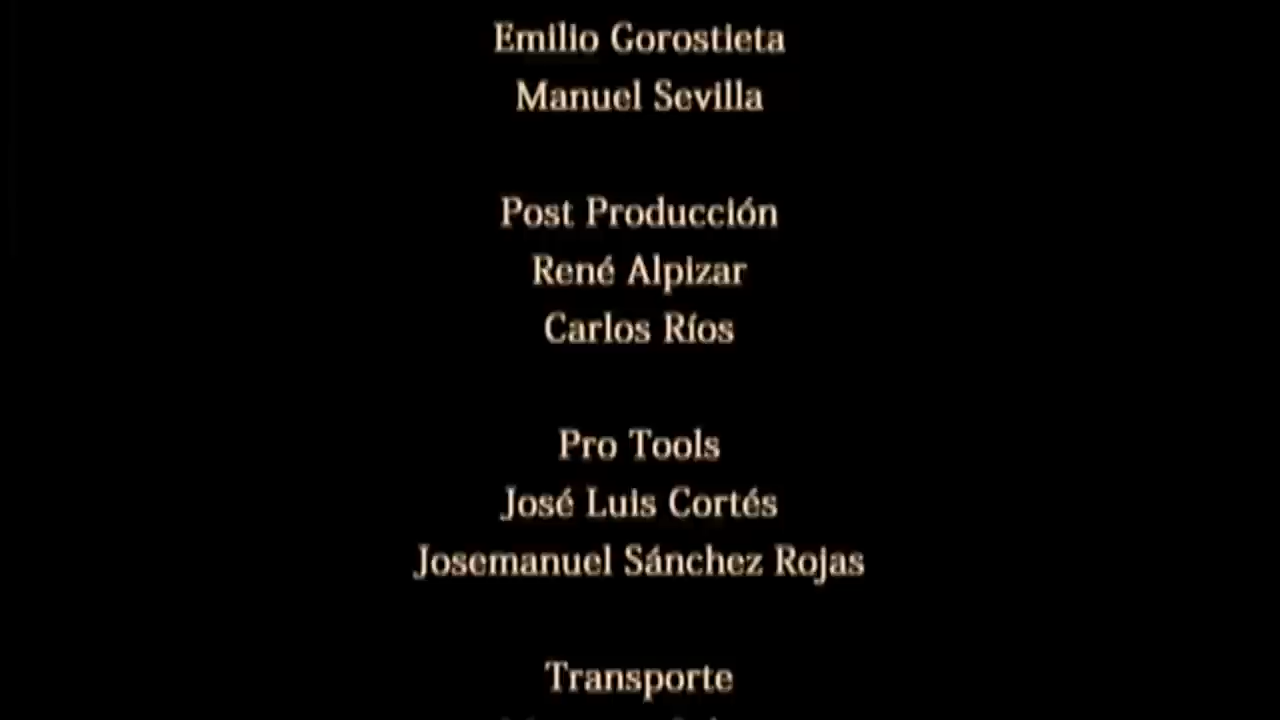 Emilio Gorostieta
Manuel Sevilla
Post Producción
René Alpizar
Carlos Ríos
Pro Tools
José Luis Cortés
Josemanuel Sánchez Rojas
Transporte